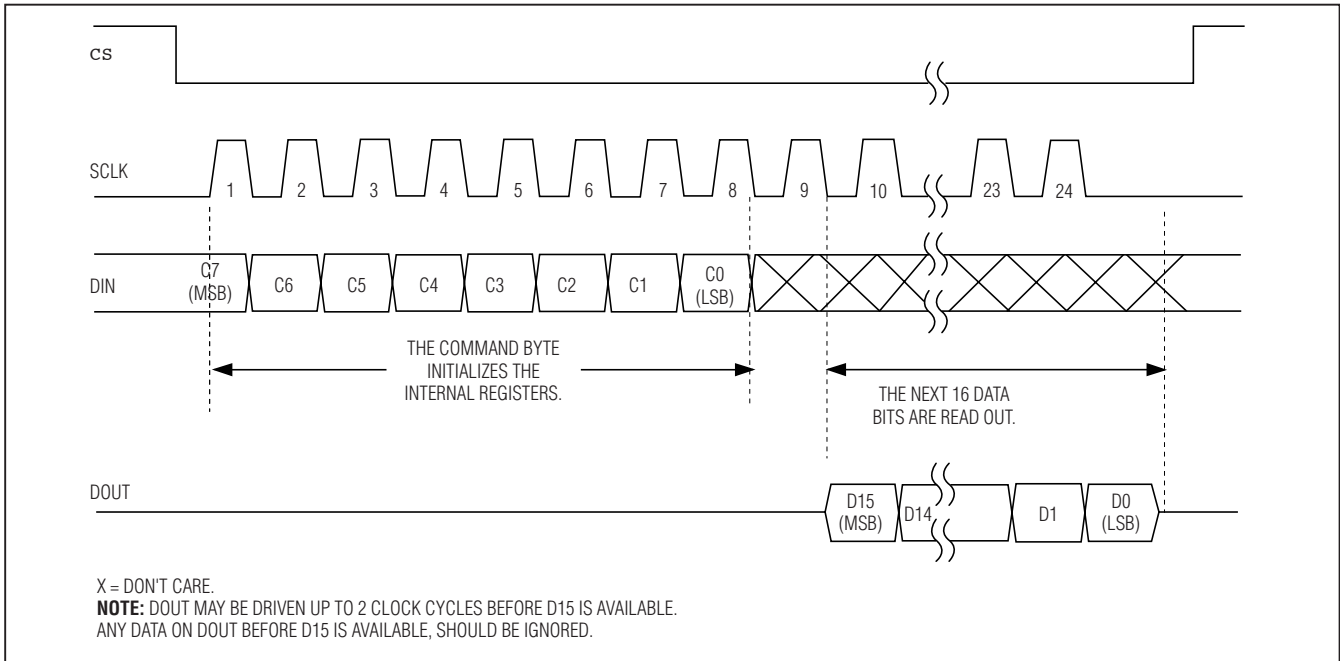 CS
SCLK
1 2 3 4 5 6 7 8 9 10 23 24
DIN
C7
(MSB)
C6 C5 C4 C3 C2 C1
C0
(LSB)
THE COMMAND BYTE
INITIALIZES THE
INTERNAL REGISTERS.
THE NEXT 16 DATA
BITS ARE READ OUT.
DOUT
D15
(MSB)
D14
D1
D0
(LSB)
X = DON'T CARE.
NOTE: DOUT MAY BE DRIVEN UP TO 2 CLOCK CYCLES BEFORE D15 IS AVAILABLE.
ANY DATA ON DOUT BEFORE D15 IS AVAILABLE, SHOULD BE IGNORED.